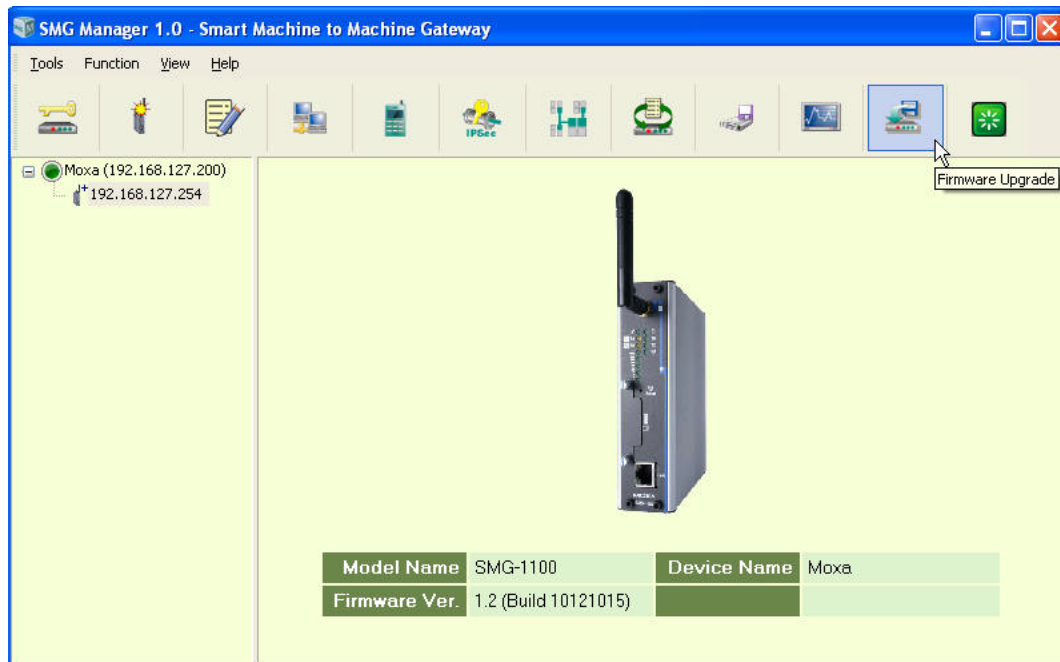 SMG Manager 1.0 - Smart Machine to Machine Gateway
Tools Function View Help
IPSec
Moxa (192.168.127.200)
192.168.127.254
Firmware Upgrade
Model Name SMG-1100 Device Name Moxa
Firmware Ver. 1.2 (Build 10121015)